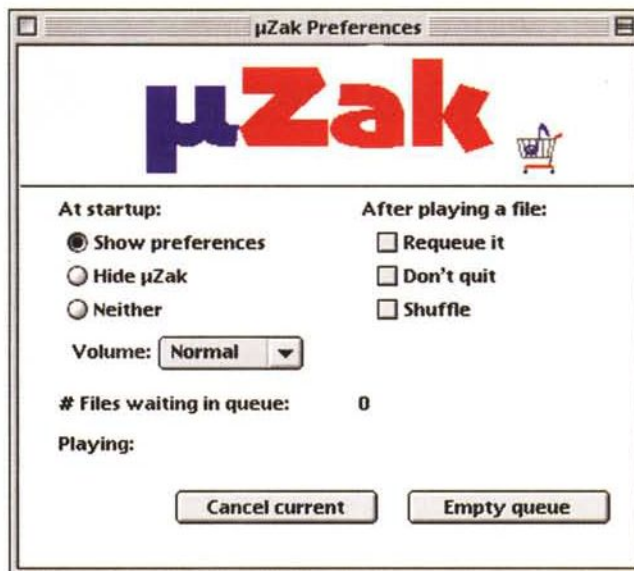 µZak Preferences
µZak
At startup:
Show preferences
Hide µZak
Neither
Volume: Normal
After playing a file:
Requeue it
Don't quit
Shuffle
# Files waiting in queue: 0
Playing:
Cancel current
Empty queue